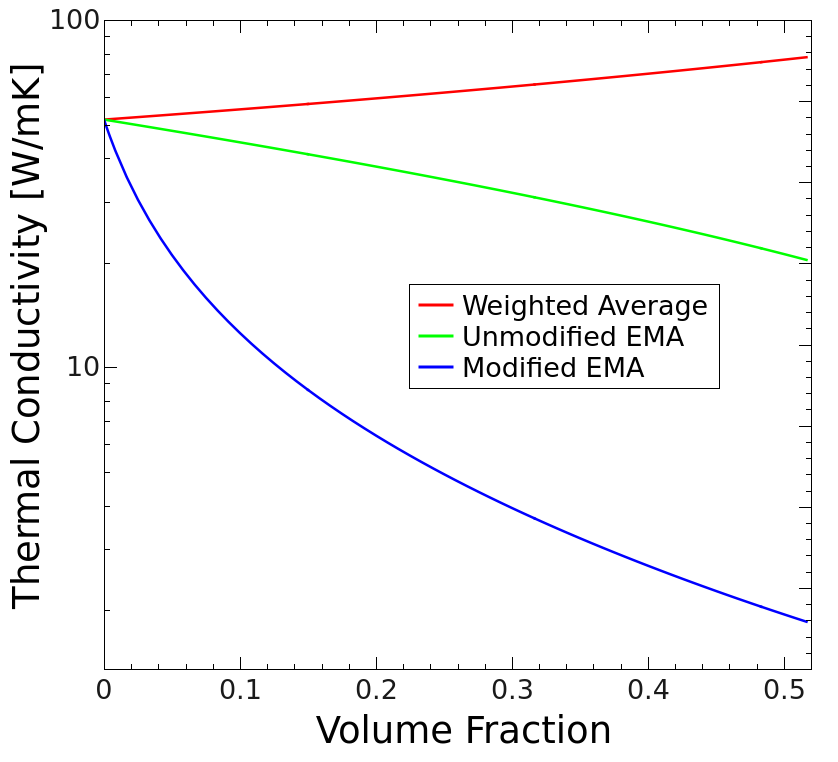 100
10
Thermal Conductivity [W/mK]
Weighted Average
Unmodified EMA
Modified EMA
0 0.1 0.2 0.3 0.4 0.5
Volume Fraction